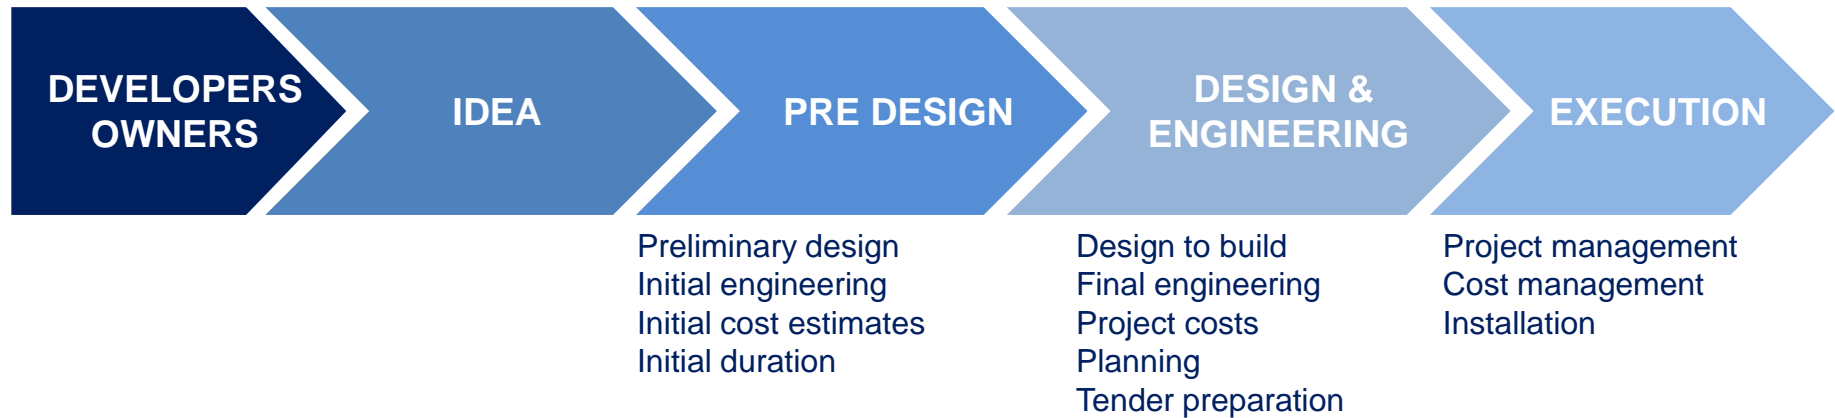 DEVELOPERS
OWNERS
IDEA
PRE DESIGN
DESIGN &
ENGINEERING
EXECUTION
Preliminary design
Initial engineering
Initial cost estimates
Initial duration
Design to build
Final engineering
Project costs
Planning
Tender preparation
Project management
Cost management
Installation